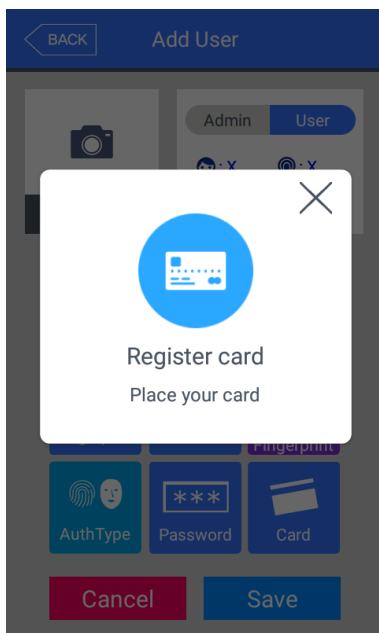 BACK
Add User
Admin
User
: X
: X
Register card
Place your card
Fingerprint
AuthType
***
Password
Card
Cancel
Save